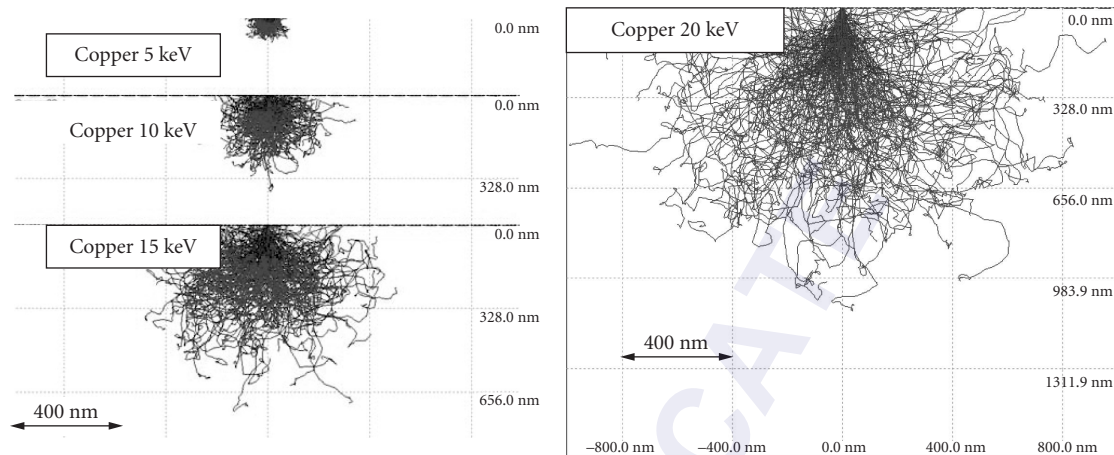 Copper 5 keV
0.0 nm
0.0 nm
Copper 10 keV
328.0 nm
0.0 nm
Copper 15 keV
328.0 nm
656.0 nm
400 nm
Copper 20 keV
0.0 nm
328.0 nm
656.0 nm
983.9 nm
400 nm
1311.9 nm
–800.0 nm
–400.0 nm
0.0 nm
400.0 nm
800.0 nm
CATE